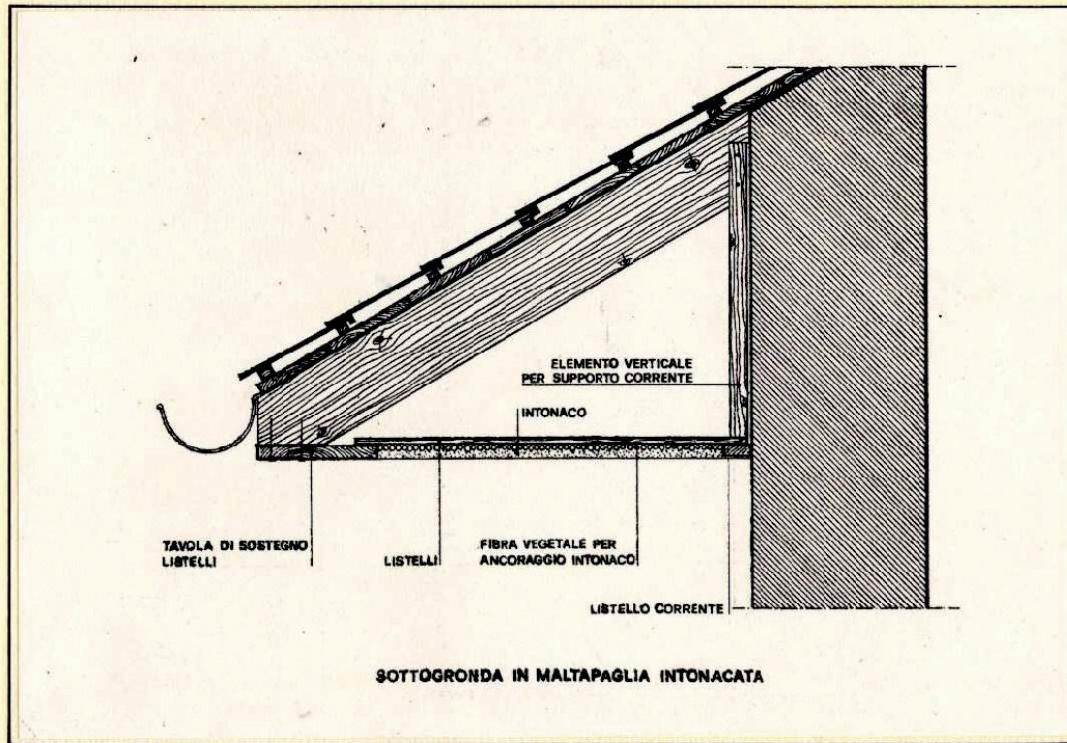 ELEMENTO VERTICALE
PER SUPPORTO CORRENTE
INTONACO
TAVOLA DI SOSTEGNO
LISTELLI
LISTELLI
FIBRA VEGETALE PER
ANCORAGGIO INTONACO
LISTELLO CORRENTE
SOTTOGRONDA IN MALTAPAGLIA INTONACATA